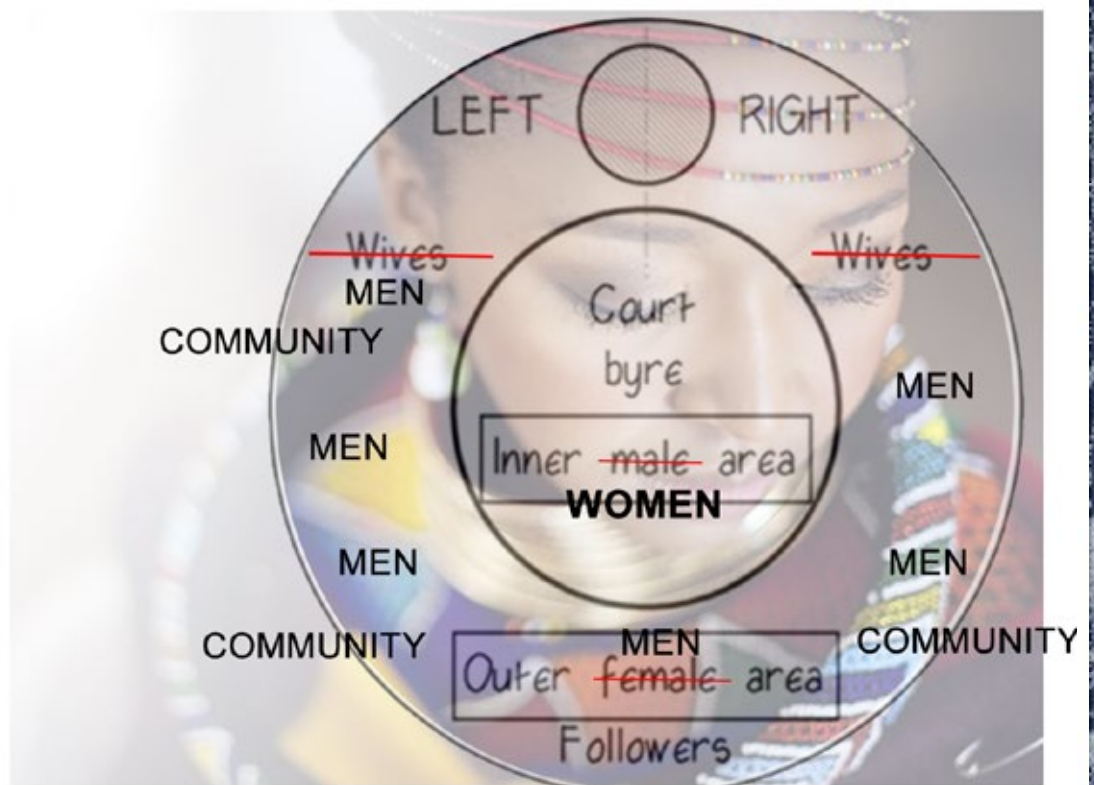 LEFT RIGHT
Wives Wives
MEN
Court
COMMUNITY
byre
MEN
MEN
Inner male area
WOMEN
MEN MEN
COMMUNITY MEN COMMUNITY
Outer female area
Followers